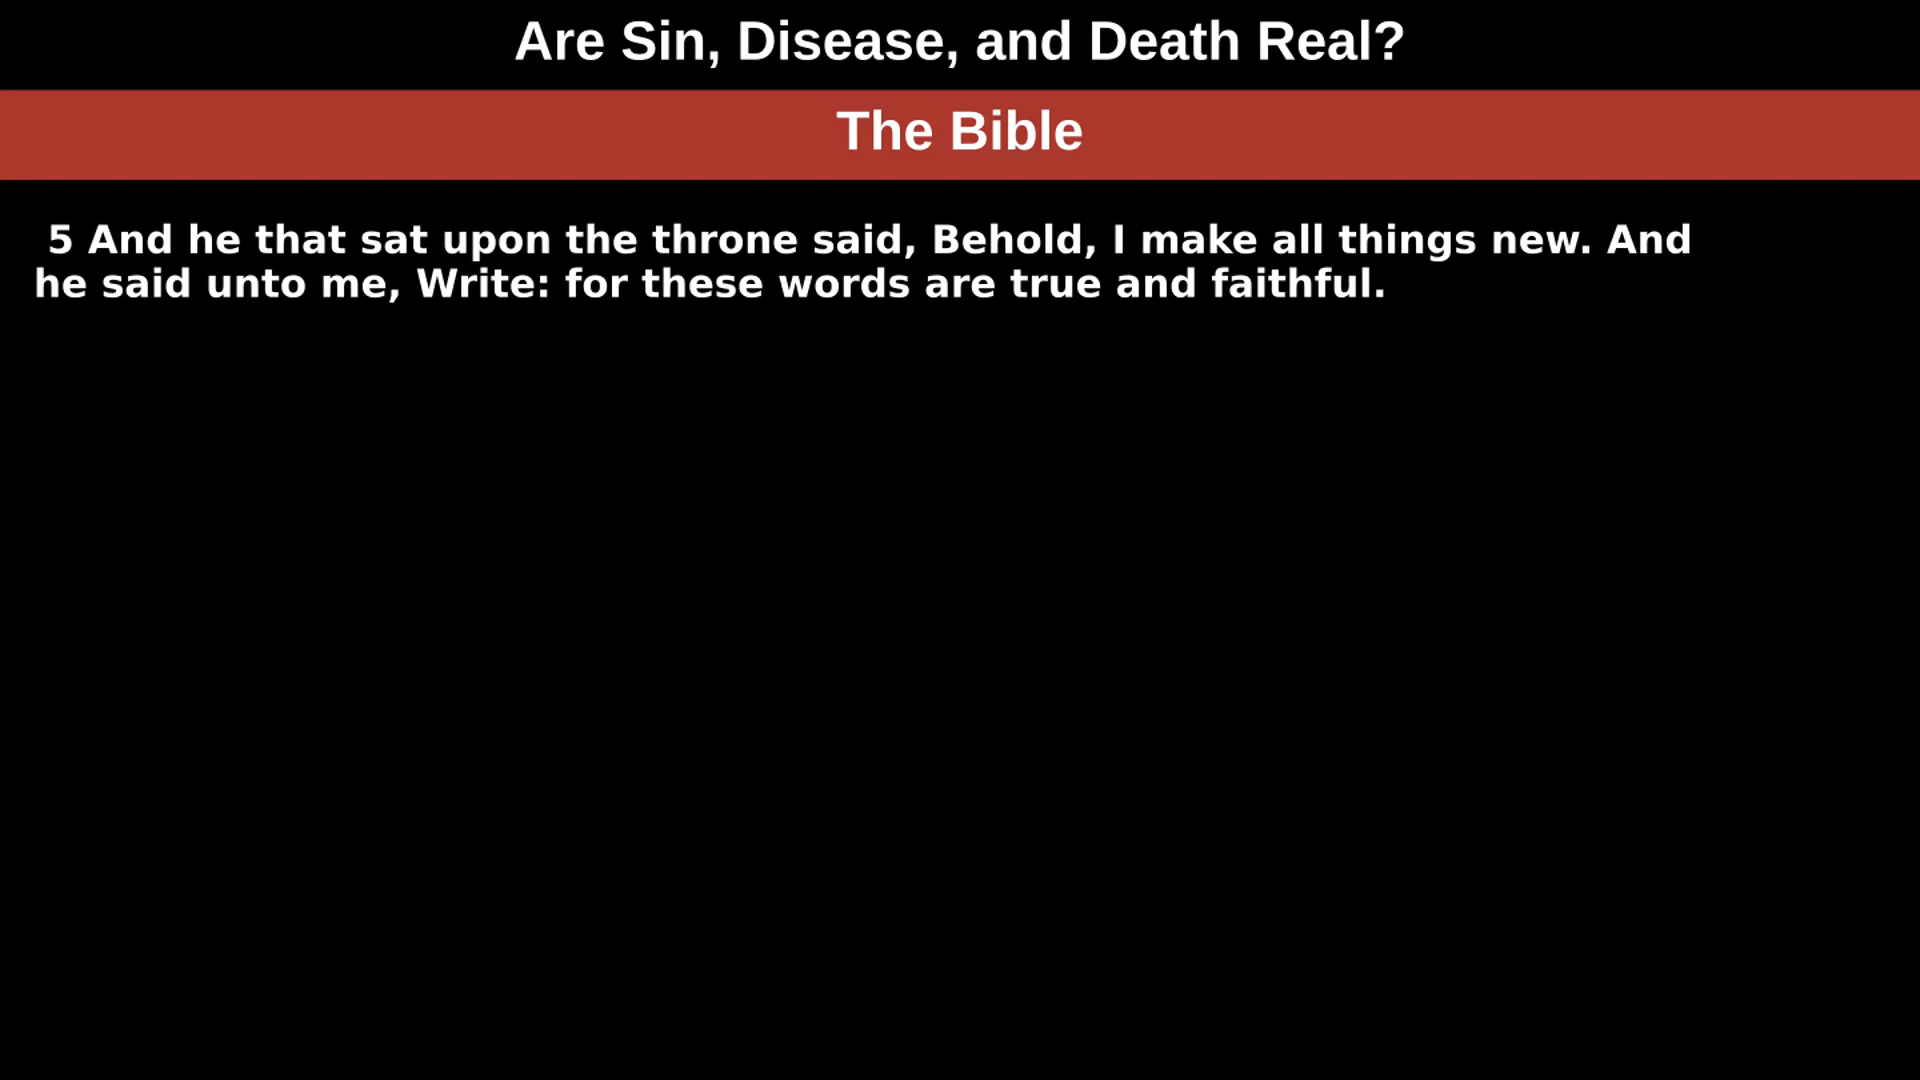 Are Sin, Disease, and Death Real?
The Bible
5 And he that sat upon the throne said, Behold, I make all things new. And
he said unto me, Write: for these words are true and faithful.